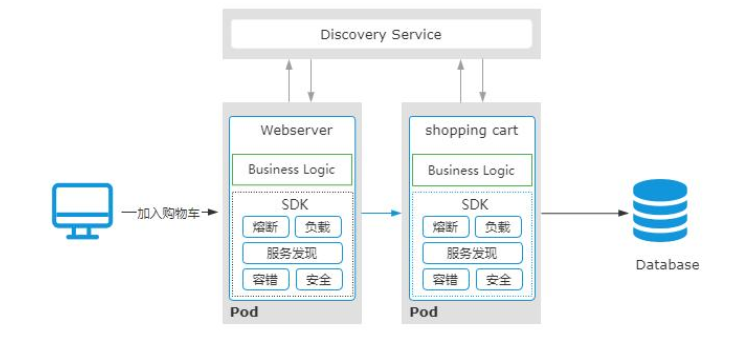 Discovery Service
Webserver
shopping cart
Business Logic
Business Logic
SDK
SDK
熔断 负载
熔断 负载
加入购物车
服务发现
服务发现
容错 安全
容错 安全
Database
Pod
Pod